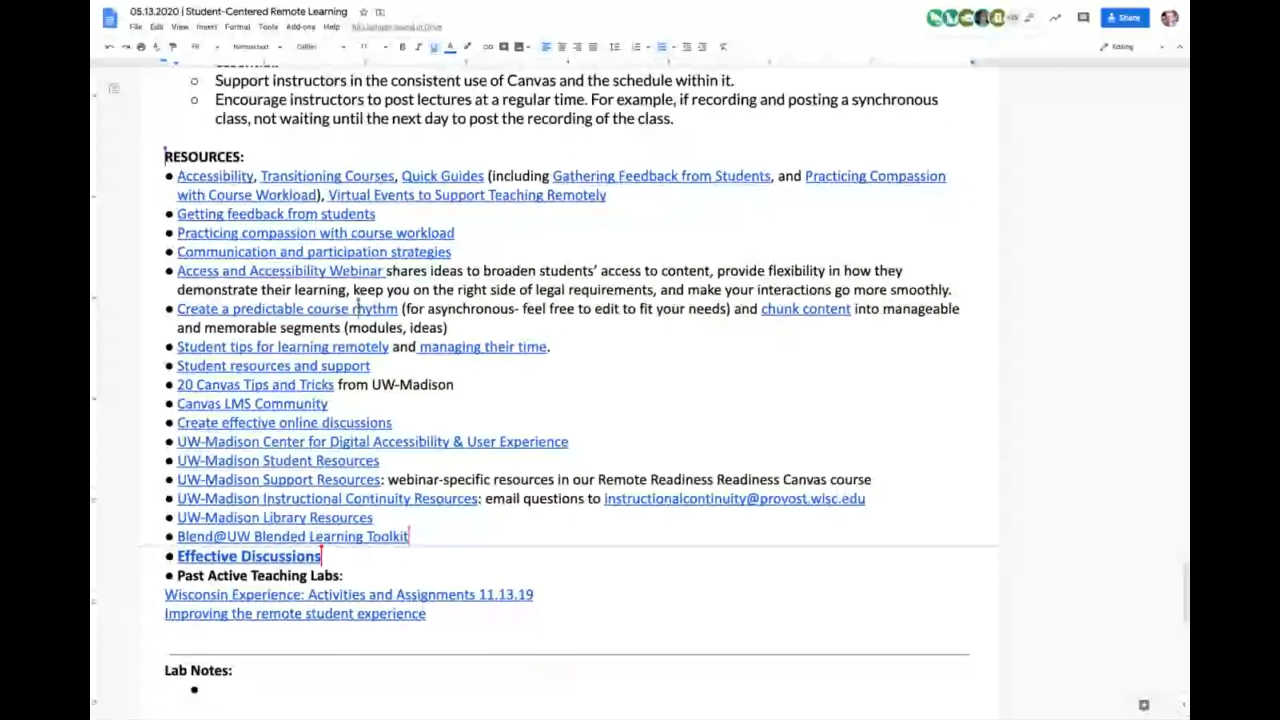 05.13.2020 | Student-Centered Remote Learning
File Edit View Insert Format Tools Add-ons Help
Share
Normal text Calibri 11 B I U A Editing
Support instructors in the consistent use of Canvas and the schedule within it.
Encourage instructors to post lectures at a regular time. For example, if recording and posting a synchronous
class, not waiting until the next day to post the recording of the class.
RESOURCES:
Accessibility, Transitioning Courses, Quick Guides (including Gathering Feedback from Students, and Practicing Compassion
with Course Workload), Virtual Events to Support Teaching Remotely
Getting feedback from students
Practicing compassion with course workload
Communication and participation strategies
Access and Accessibility Webinar shares ideas to broaden students’ access to content, provide flexibility in how they
demonstrate their learning, keep you on the right side of legal requirements, and make your interactions go more smoothly.
Create a predictable course rhythm (for asynchronous- feel free to edit to fit your needs) and chunk content into manageable
and memorable segments (modules, ideas)
Student tips for learning remotely and managing their time.
Student resources and support
20 Canvas Tips and Tricks from UW-Madison
Canvas LMS Community
Create effective online discussions
UW-Madison Center for Digital Accessibility & User Experience
UW-Madison Student Resources
UW-Madison Support Resources: webinar-specific resources in our Remote Readiness Readiness Canvas course
UW-Madison Instructional Continuity Resources: email questions to instructionalcontinuity@provost.wisc.edu
UW-Madison Library Resources
Blend@UW Blended Learning Toolkit
Effective Discussions
Past Active Teaching Labs:
Wisconsin Experience: Activities and Assignments 11.13.19
Improving the remote student experience
Lab Notes: